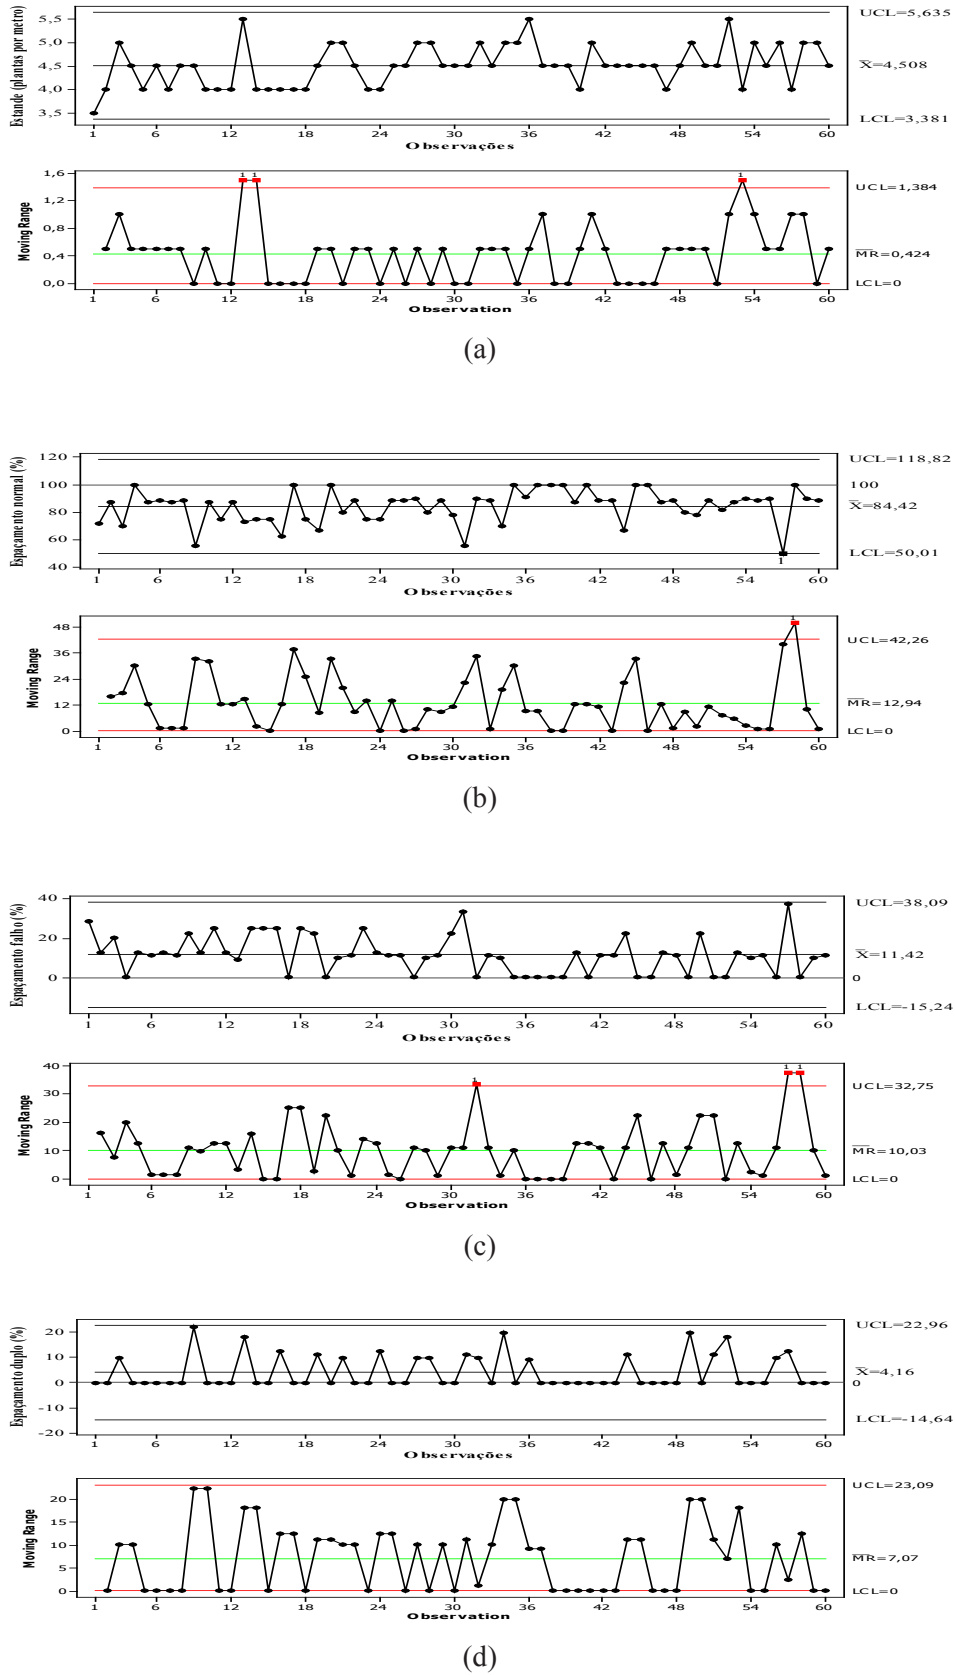 Estande (plantas por metro)
5,5
5,0
4,5
4,0
3,5
UCL=5,635
X=4,508
LCL=3,381
1 6 12 18 24 30 36 42 48 54 60
Observações
Moving Range
1,6
1,2
0,8
0,4
0,0
1 1 1
UCL=1,384
MR=0,424
LCL=0
1 6 12 18 24 30 36 42 48 54 60
Observation
(a)
Espaçamento normal (%)
120
100
80
60
40
UCL=118,82
100
X=84,42
LCL=50,01
1
1 6 12 18 24 30 36 42 48 54 60
Observações
Moving Range
48
36
24
12
0
1
UCL=42,26
MR=12,94
LCL=0
1 6 12 18 24 30 36 42 48 54 60
Observation
(b)
Espaçamento falho (%)
40
20
0
UCL=38,09
X=11,42
0
LCL=-15,24
1 6 12 18 24 30 36 42 48 54 60
Observações
Moving Range
40
30
20
10
0
1 1 1
UCL=32,75
MR=10,03
LCL=0
1 6 12 18 24 30 36 42 48 54 60
Observation
(c)
Espaçamento duplo (%)
20
10
0
-10
-20
UCL=22,96
X=4,16
0
LCL=-14,64
1 6 12 18 24 30 36 42 48 54 60
Observações
Moving Range
20
15
10
5
0
UCL=23,09
MR=7,07
LCL=0
1 6 12 18 24 30 36 42 48 54 60
Observation
(d)